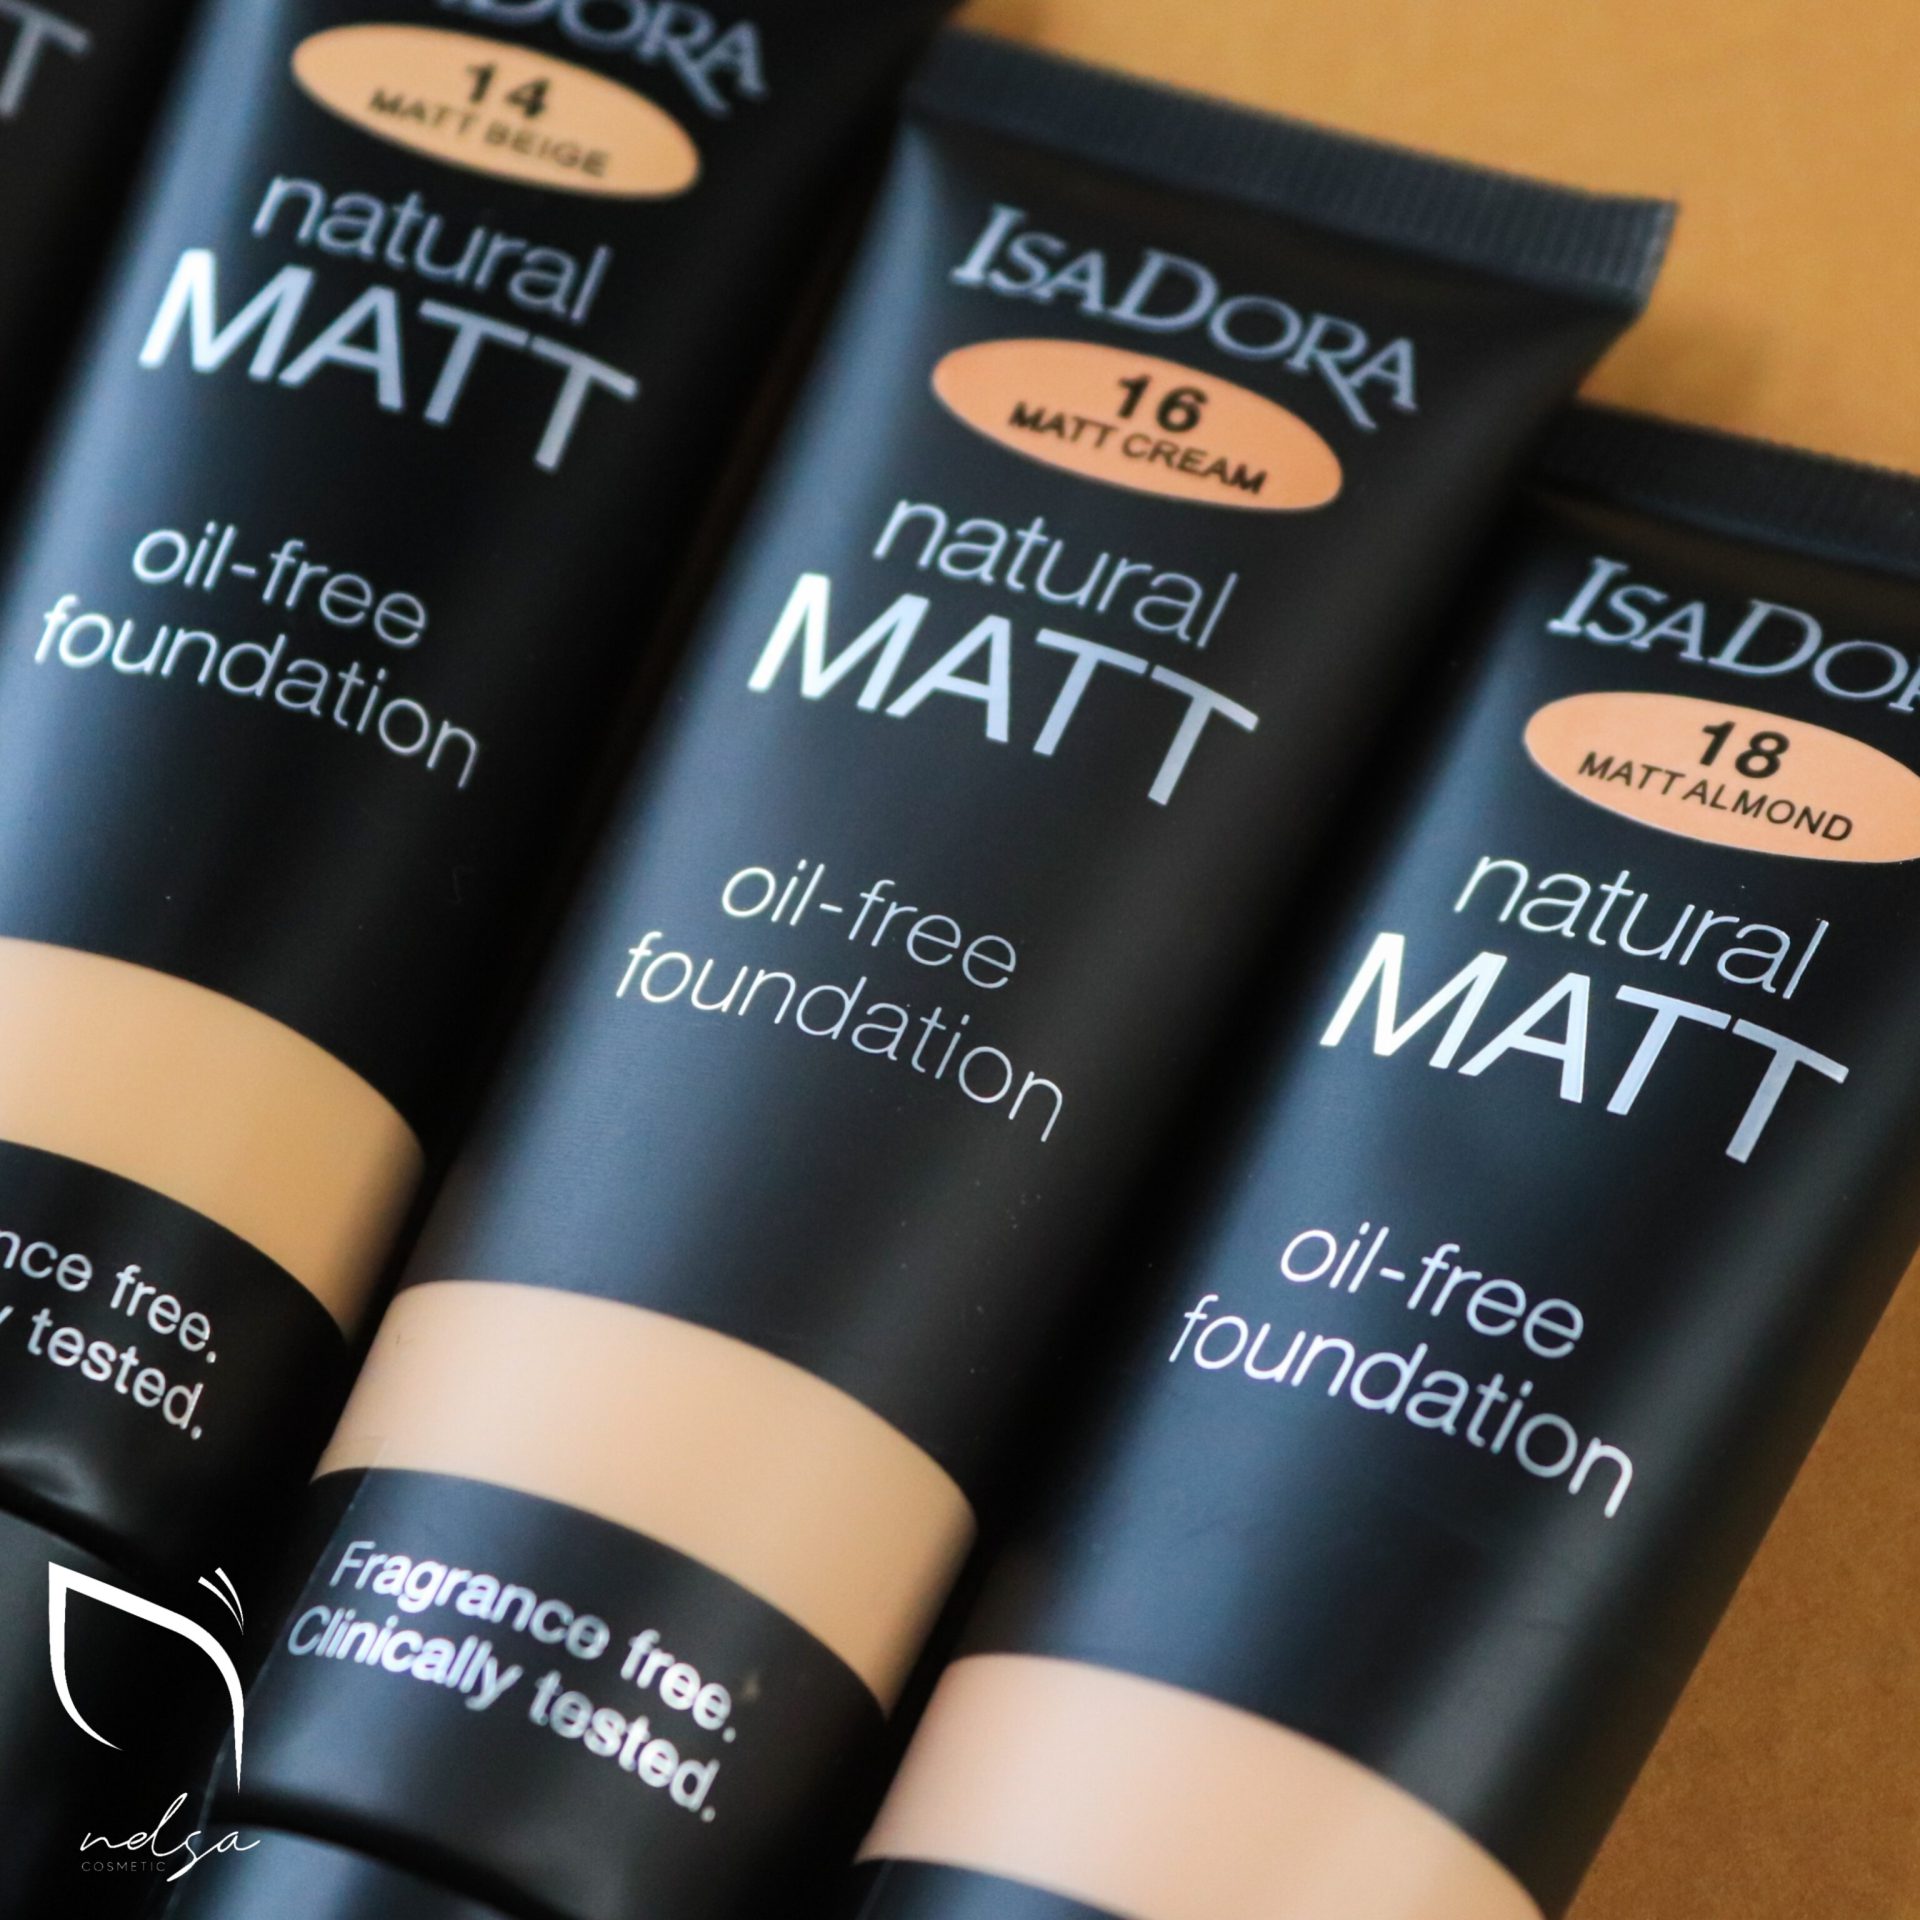 T
ISADORA
14
MATT BEIGE
natural
MATT
oil-free
foundation
free.
tested.
ISADORA
16
MATT CREAM
natural
MATT
oil-free
foundation
Fragrance free.
Clinically tested.
ISADO
18
MATT ALMOND
natural
MATT
oil-free
foundation
nelsa
COSMETIC